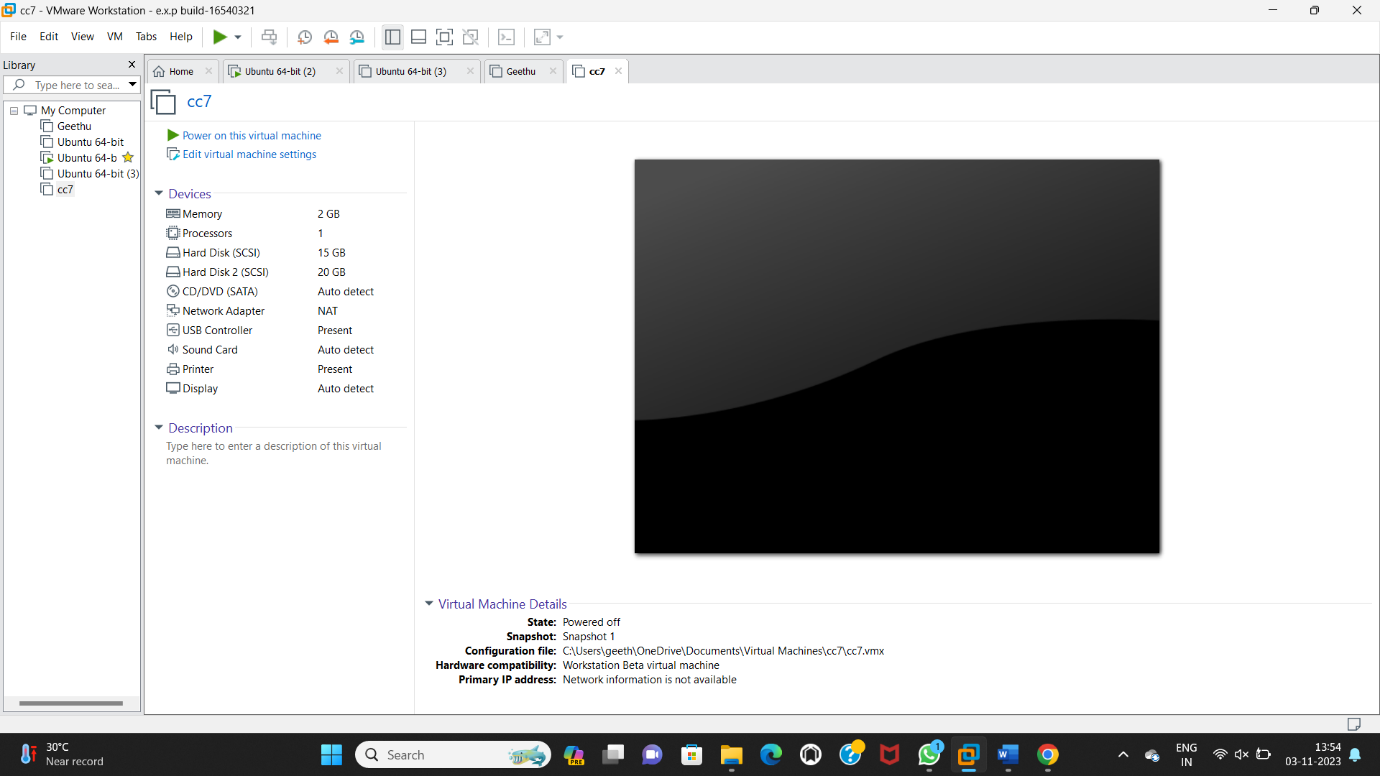 cc7 - VMware Workstation - e.x.p build-16540321
File Edit View VM Tabs Help
Library
Type here to sea...
My Computer
Geethu
Ubuntu 64-bit
Ubuntu 64-b
Ubuntu 64-bit (3)
cc7
Home Ubuntu 64-bit (2) Ubuntu 64-bit (3) Geethu cc7
cc7
Power on this virtual machine
Edit virtual machine settings
Devices
Memory 2 GB
Processors 1
Hard Disk (SCSI) 15 GB
Hard Disk 2 (SCSI) 20 GB
CD/DVD (SATA) Auto detect
Network Adapter NAT
USB Controller Present
Sound Card Auto detect
Printer Present
Display Auto detect
Description
Type here to enter a description of this virtual
machine.
Virtual Machine Details
State: Powered off
Snapshot: Snapshot 1
Configuration file: C:\Users\geeth\OneDrive\Documents\Virtual Machines\cc7\cc7.vmx
Hardware compatibility: Workstation Beta virtual machine
Primary IP address: Network information is not available
30°C
Near record
Search
PRE
1
ENG
IN
13:54
03-11-2023